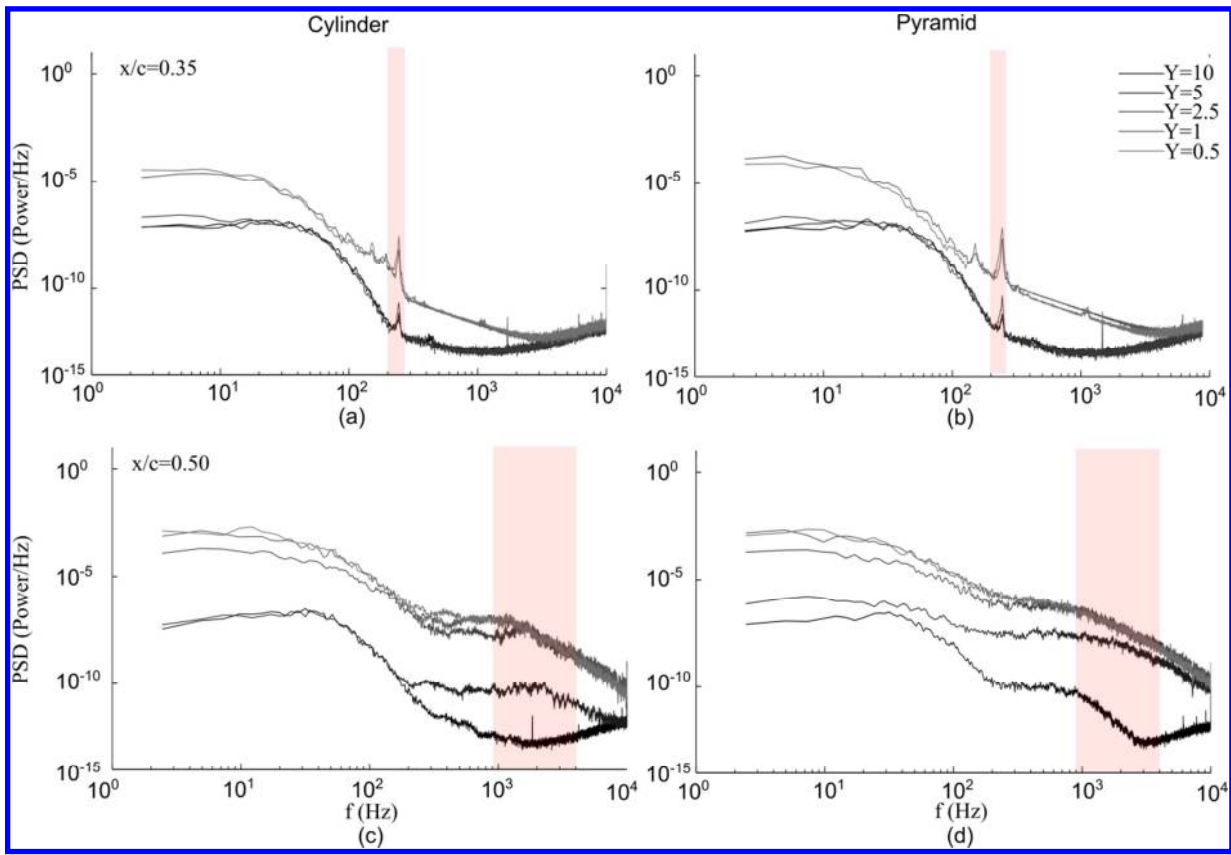 Cylinder
Pyramid
x/c=0.35
PSD (Power/Hz)
10^0
10^-5
10^-10
10^-15
10^0 10^1 10^2 10^3 10^4
(a)
Y=10
Y=5
Y=2.5
Y=1
Y=0.5
10^0
10^-5
10^-10
10^-15
10^0 10^1 10^2 10^3 10^4
(b)
x/c=0.50
PSD (Power/Hz)
10^0
10^-5
10^-10
10^-15
10^0 10^1 10^2 10^3 10^4
f (Hz)
(c)
10^0
10^-5
10^-10
10^-15
10^0 10^1 10^2 10^3 10^4
f (Hz)
(d)